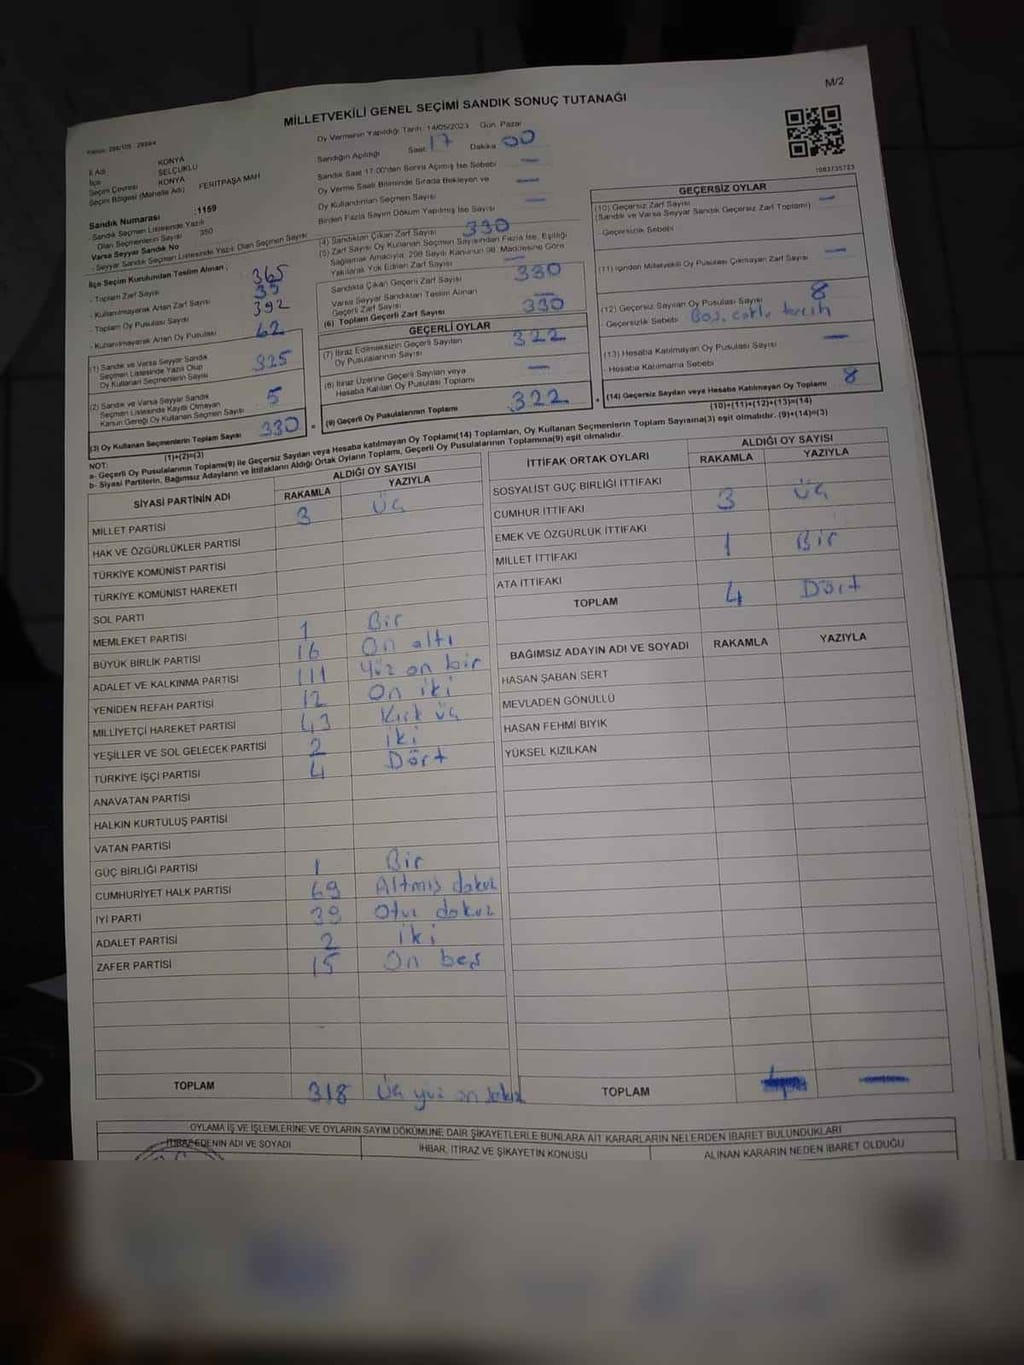 M/2
MİLLETVEKİLİ GENEL SEÇİMİ SANDIK SONUÇ TUTANAĞI
Oy Vermenin Yapıldığı Tarih: 14/05/2023 Gün: Pazar
İl Adı KONYA
İlçe SELÇUKLU
Seçim Çevresi KONYA
Seçim Bölgesi (Mahalle Adı) FERİTPAŞA MAH
Sandık Numarası :1159
- Sandık Seçmen Listesinde Yazılı
Olan Seçmenlerin Sayısı 350
Varsa Seyyar Sandık No
- Seyyar Sandık Seçmen Listesinde Yazılı Olan Seçmen Sayısı
İlçe Seçim Kurulundan Teslim Alınan ;
- Toplam Zarf Sayısı 365
- Kullanılmayarak Artan Zarf Sayısı 35
- Toplam Oy Pusulası Sayısı 392
- Kullanılmayarak Artan Oy Pusulası 62
(1) Sandık ve Varsa Seyyar Sandık
Seçmen Listesinde Yazılı Olup
Oy Kullanan Seçmenlerin Sayısı 325
(2) Sandık ve Varsa Seyyar Sandık
Seçmen Listesinde Kayıtlı Olmayan
Kanun Gereği Oy Kullanan Seçmen Sayısı 5
(3) Oy Kullanan Seçmenlerin Toplam Sayısı 330
(1)+(2)=(3)
Sandığın Açıldığı Saat 17 Dakika 00
Sandık Saat 17:00'den Sonra Açılmış İse Sebebi —
Oy Verme Saati Bitiminde Sırada Bekleyen ve
Oy Kullandırılan Seçmen Sayısı —
Birden Fazla Sayım Döküm Yapılmış İse Sayısı —
(4) Sandıktan Çıkan Zarf Sayısı 330
(5) Zarf Sayısı Oy Kullanan Seçmen Sayısından Fazla İse, Eşitliği
Sağlamak Amacıyla, 298 Sayılı Kanunun 98. Maddesine Göre
Yakılarak Yok Edilen Zarf Sayısı —
Sandıkta Çıkan Geçerli Zarf Sayısı 330
Varsa Seyyar Sandıktan Teslim Alınan
Geçerli Zarf Sayısı —
(6) Toplam Geçerli Zarf Sayısı 330
GEÇERLİ OYLAR
(7) İtiraz Edilmeksizin Geçerli Sayılan
Oy Pusulalarının Sayısı 322
(8) İtiraz Üzerine Geçerli Sayılan veya
Hesaba Katılan Oy Pusulası Toplamı —
(9) Geçerli Oy Pusulalarının Toplamı 322
1083735723
GEÇERSİZ OYLAR
(10) Geçersiz Zarf Sayısı
(Sandık ve Varsa Seyyar Sandık Geçersiz Zarf Toplamı) —
- Geçersizlik Sebebi
(11) İçinden Milletvekili Oy Pusulası Çıkmayan Zarf Sayısı —
(12) Geçersiz Sayılan Oy Pusulası Sayısı 8
- Geçersizlik Sebebi Boş, çoklu tercih
(13) Hesaba Katılmayan Oy Pusulası Sayısı —
- Hesaba Katılmama Sebebi
(14) Geçersiz Sayılan veya Hesaba Katılmayan Oy Toplamı 8
(10)+(11)+(12)+(13)=(14)
NOT:
a- Geçerli Oy Pusulalarının Toplamı(9) ile Geçersiz Sayılan veya Hesaba katılmayan Oy Toplamı(14) Toplamları, Oy Kullanan Seçmenlerin Toplam Sayısına(3) eşit olmalıdır. (9)+(14)=(3)
b- Siyasi Partilerin, Bağımsız Adayların ve İttifakların Aldığı Ortak Oyların Toplamı, Geçerli Oy Pusulalarının Toplamına(9) eşit olmalıdır.
SİYASİ PARTİNİN ADI ALDIĞI OY SAYISI
RAKAMLA YAZIYLA
MİLLET PARTİSİ 3 Üç
HAK VE ÖZGÜRLÜKLER PARTİSİ
TÜRKİYE KOMÜNİST PARTİSİ
TÜRKİYE KOMÜNİST HAREKETİ
SOL PARTİ
MEMLEKET PARTİSİ 1 Bir
BÜYÜK BİRLİK PARTİSİ 16 On altı
ADALET VE KALKINMA PARTİSİ 111 Yüz on bir
YENİDEN REFAH PARTİSİ 12 On iki
MİLLİYETÇİ HAREKET PARTİSİ 43 Kırk üç
YEŞİLLER VE SOL GELECEK PARTİSİ 2 İki
TÜRKİYE İŞÇİ PARTİSİ 4 Dört
ANAVATAN PARTİSİ
HALKIN KURTULUŞ PARTİSİ
VATAN PARTİSİ
GÜÇ BİRLİĞİ PARTİSİ 1 Bir
CUMHURİYET HALK PARTİSİ 69 Altmış dokuz
İYİ PARTİ 39 Otuz dokuz
ADALET PARTİSİ 2 iki
ZAFER PARTİSİ 15 On beş
TOPLAM 318 Üç yüz on sekiz
İTTİFAK ORTAK OYLARI ALDIĞI OY SAYISI
RAKAMLA YAZIYLA
SOSYALİST GÜÇ BİRLİĞİ İTTİFAKI
CUMHUR İTTİFAKI 3 Üç
EMEK VE ÖZGÜRLÜK İTTİFAKI
MİLLET İTTİFAKI 1 Bir
ATA İTTİFAKI
TOPLAM 4 Dört
BAĞIMSIZ ADAYIN ADI VE SOYADI RAKAMLA YAZIYLA
HASAN ŞABAN SERT
MEVLADEN GÖNÜLLÜ
HASAN FEHMİ BIYIK
YÜKSEL KIZILKAN
TOPLAM
OYLAMA İŞ VE İŞLEMLERİNE VE OYLARIN SAYIM DÖKÜMÜNE DAİR ŞİKAYETLERLE BUNLARA AİT KARARLARIN NELERDEN İBARET BULUNDUKLARI
İTİRAZ EDENİN ADI VE SOYADI İHBAR, İTİRAZ VE ŞİKAYETİN KONUSU ALINAN KARARIN NEDEN İBARET OLDUĞU